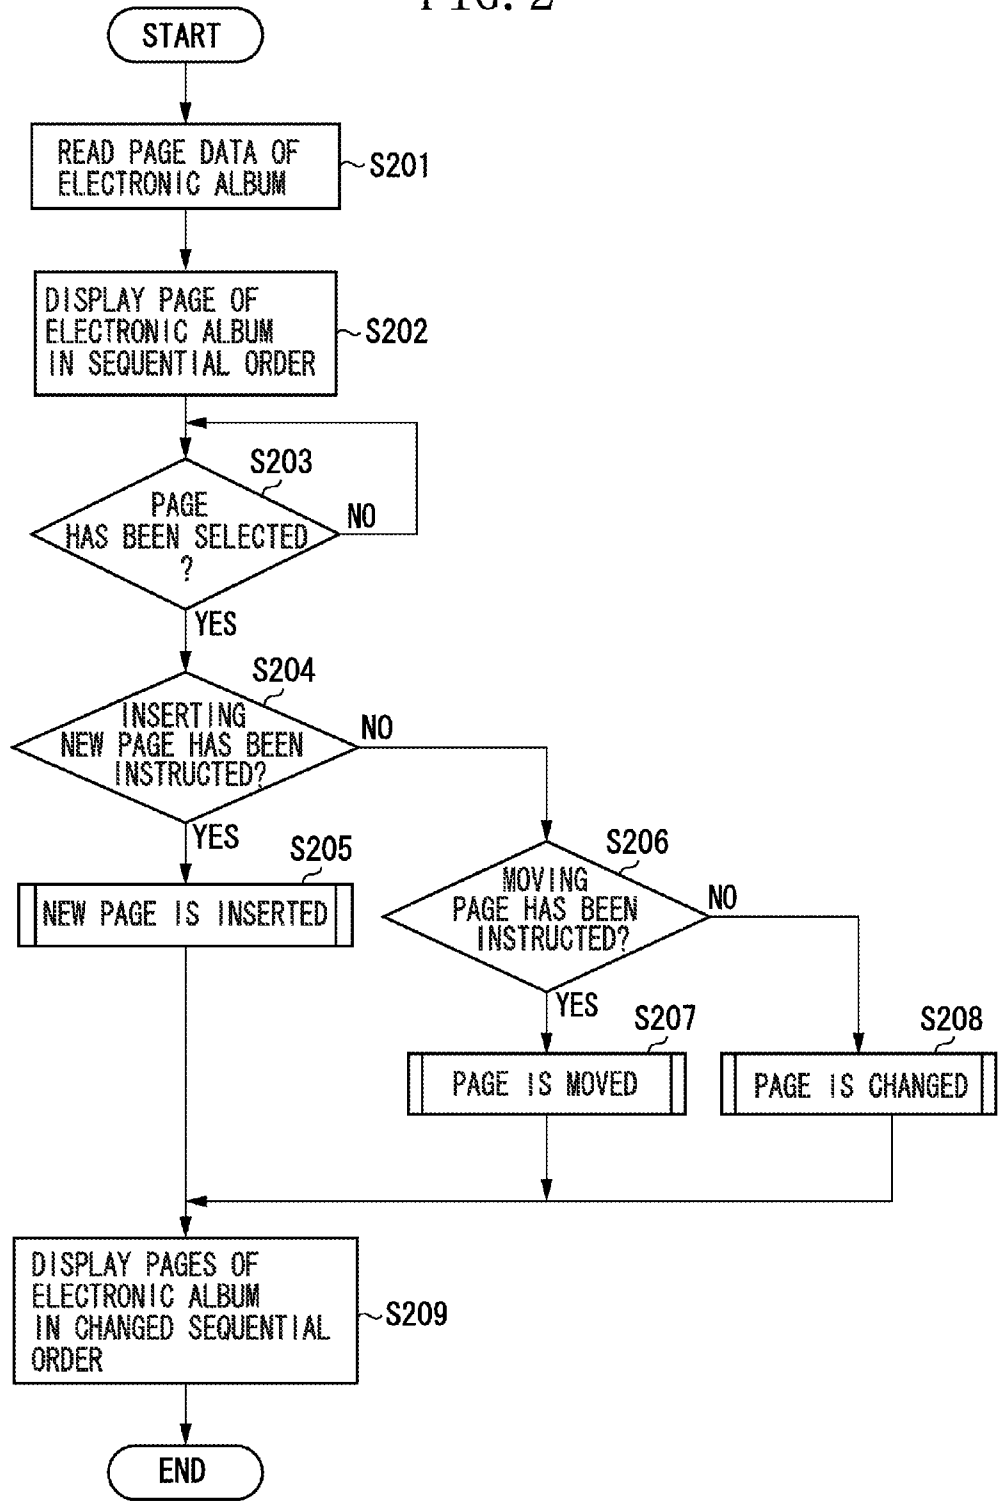 FIG. 2
START
READ PAGE DATA OF
ELECTRONIC ALBUM
S201
DISPLAY PAGE OF
ELECTRONIC ALBUM
IN SEQUENTIAL ORDER
S202
S203
PAGE
HAS BEEN SELECTED
?
NO
YES
S204
INSERTING
NEW PAGE HAS BEEN
INSTRUCTED?
NO
YES
S205
NEW PAGE IS INSERTED
S206
MOVING
PAGE HAS BEEN
INSTRUCTED?
NO
YES
S207
PAGE IS MOVED
S208
PAGE IS CHANGED
DISPLAY PAGES OF
ELECTRONIC ALBUM
IN CHANGED SEQUENTIAL
ORDER
S209
END